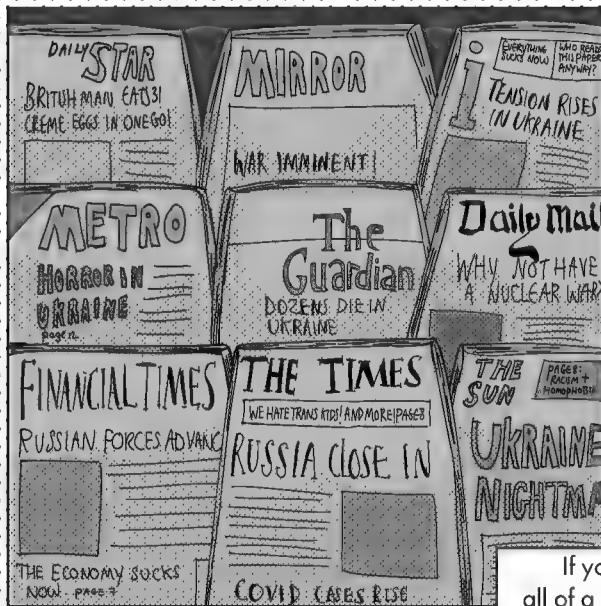 DAILY STAR
BRITISH MAN EATS 31
CREME EGGS IN ONE GO!
MIRROR
WAR IMMINENT!
i
EVERYTHING
SUCKS NOW
WHO READS
THIS PAPER
ANYWAY?
TENSION RISES
IN UKRAINE
METRO
HORROR IN
UKRAINE
page 2
The
Guardian
DOZENS DIE IN
UKRAINE
Daily Mail
WHY NOT HAVE
A NUCLEAR WAR?
FINANCIAL TIMES
RUSSIAN FORCES ADVANC
THE ECONOMY SUCKS
NOW PAGE 7
THE TIMES
WE HATE TRANS KIDS! AND MORE|PAGE 8
RUSSIA CLOSE IN
COVID CASES RISE
THE
SUN
PAGE 8:
RACISM +
HOMOPHOBIA
UKRAINE
NIGHTMA
If yo
all of a